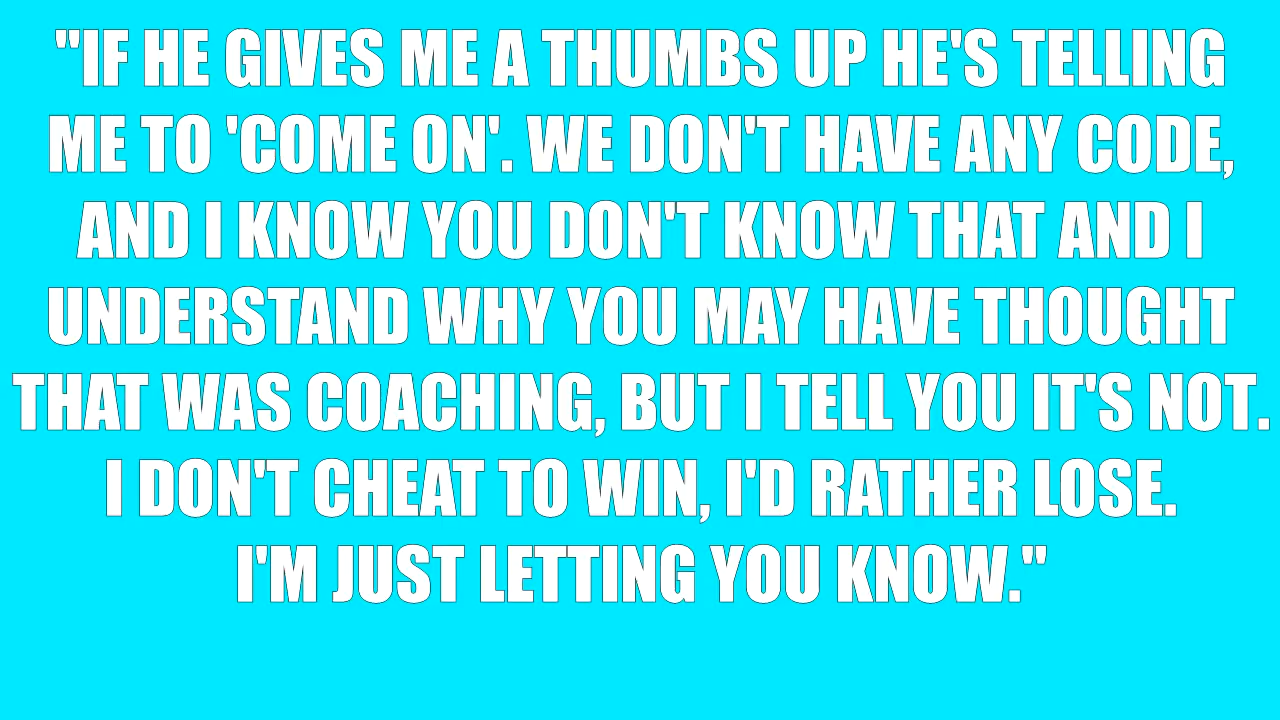 "IF HE GIVES ME A THUMBS UP HE'S TELLING
ME TO 'COME ON'. WE DON'T HAVE ANY CODE,
AND I KNOW YOU DON'T KNOW THAT AND I
UNDERSTAND WHY YOU MAY HAVE THOUGHT
THAT WAS COACHING, BUT I TELL YOU IT'S NOT.
I DON'T CHEAT TO WIN, I'D RATHER LOSE.
I'M JUST LETTING YOU KNOW."